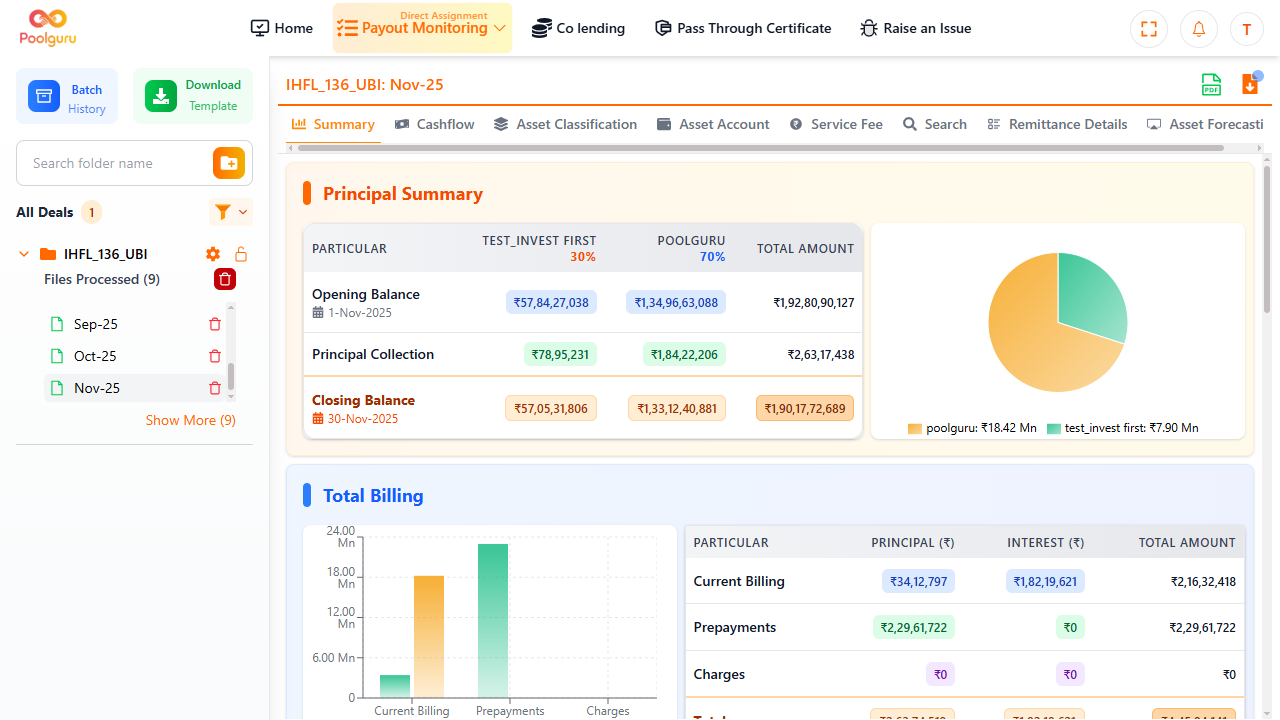 Poolguru
Home
Direct Assignment
Payout Monitoring
Co lending
Pass Through Certificate
Raise an Issue
T
Batch
History
Download
Template
Search folder name
All Deals 1
IHFL_136_UBI
Files Processed (9)
Sep-25
Oct-25
Nov-25
Show More (9)
IHFL_136_UBI: Nov-25
PDF
Summary
Cashflow
Asset Classification
Asset Account
Service Fee
Search
Remittance Details
Asset Forecasti
Principal Summary
PARTICULAR TEST_INVEST FIRST 30% POOLGURU 70% TOTAL AMOUNT
Opening Balance ₹57,84,27,038 ₹1,34,96,63,088 ₹1,92,80,90,127
1-Nov-2025
Principal Collection ₹78,95,231 ₹1,84,22,206 ₹2,63,17,438
Closing Balance ₹57,05,31,806 ₹1,33,12,40,881 ₹1,90,17,72,689
30-Nov-2025
poolguru: ₹18.42 Mn test_invest first: ₹7.90 Mn
Total Billing
24.00 Mn
18.00 Mn
12.00 Mn
6.00 Mn
0
Current Billing Prepayments Charges
PARTICULAR PRINCIPAL (₹) INTEREST (₹) TOTAL AMOUNT
Current Billing ₹34,12,797 ₹1,82,19,621 ₹2,16,32,418
Prepayments ₹2,29,61,722 ₹0 ₹2,29,61,722
Charges ₹0 ₹0 ₹0